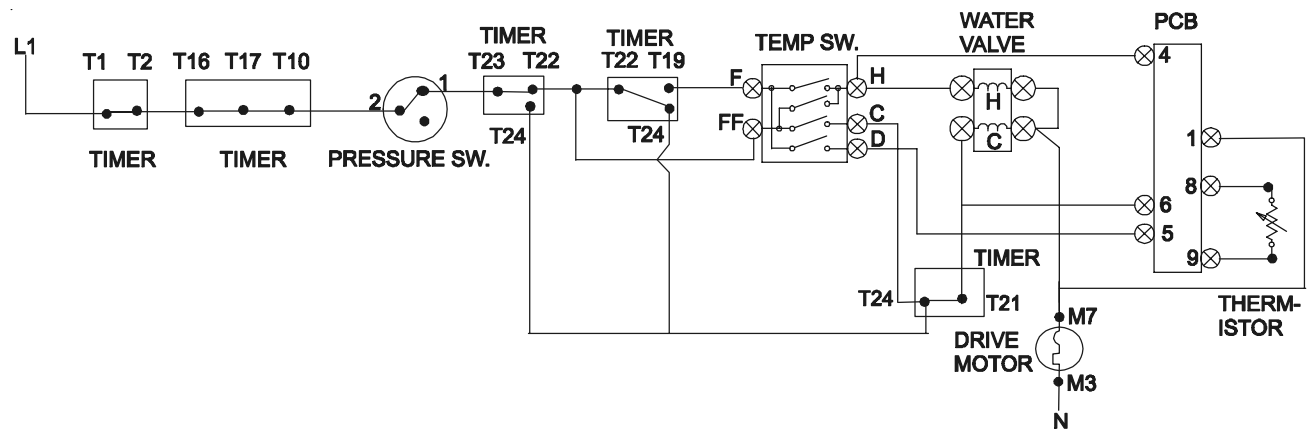 L1
T1 T2
TIMER
T16 T17 T10
TIMER
2
1
PRESSURE SW.
TIMER
T23 T22
T24
TIMER
T22 T19
T24
TEMP SW.
F
FF
H
C
D
WATER
VALVE
H
C
PCB
4
1
8
6
5
9
THERM-
ISTOR
TIMER
T24
T21
DRIVE
MOTOR
M7
M3
N